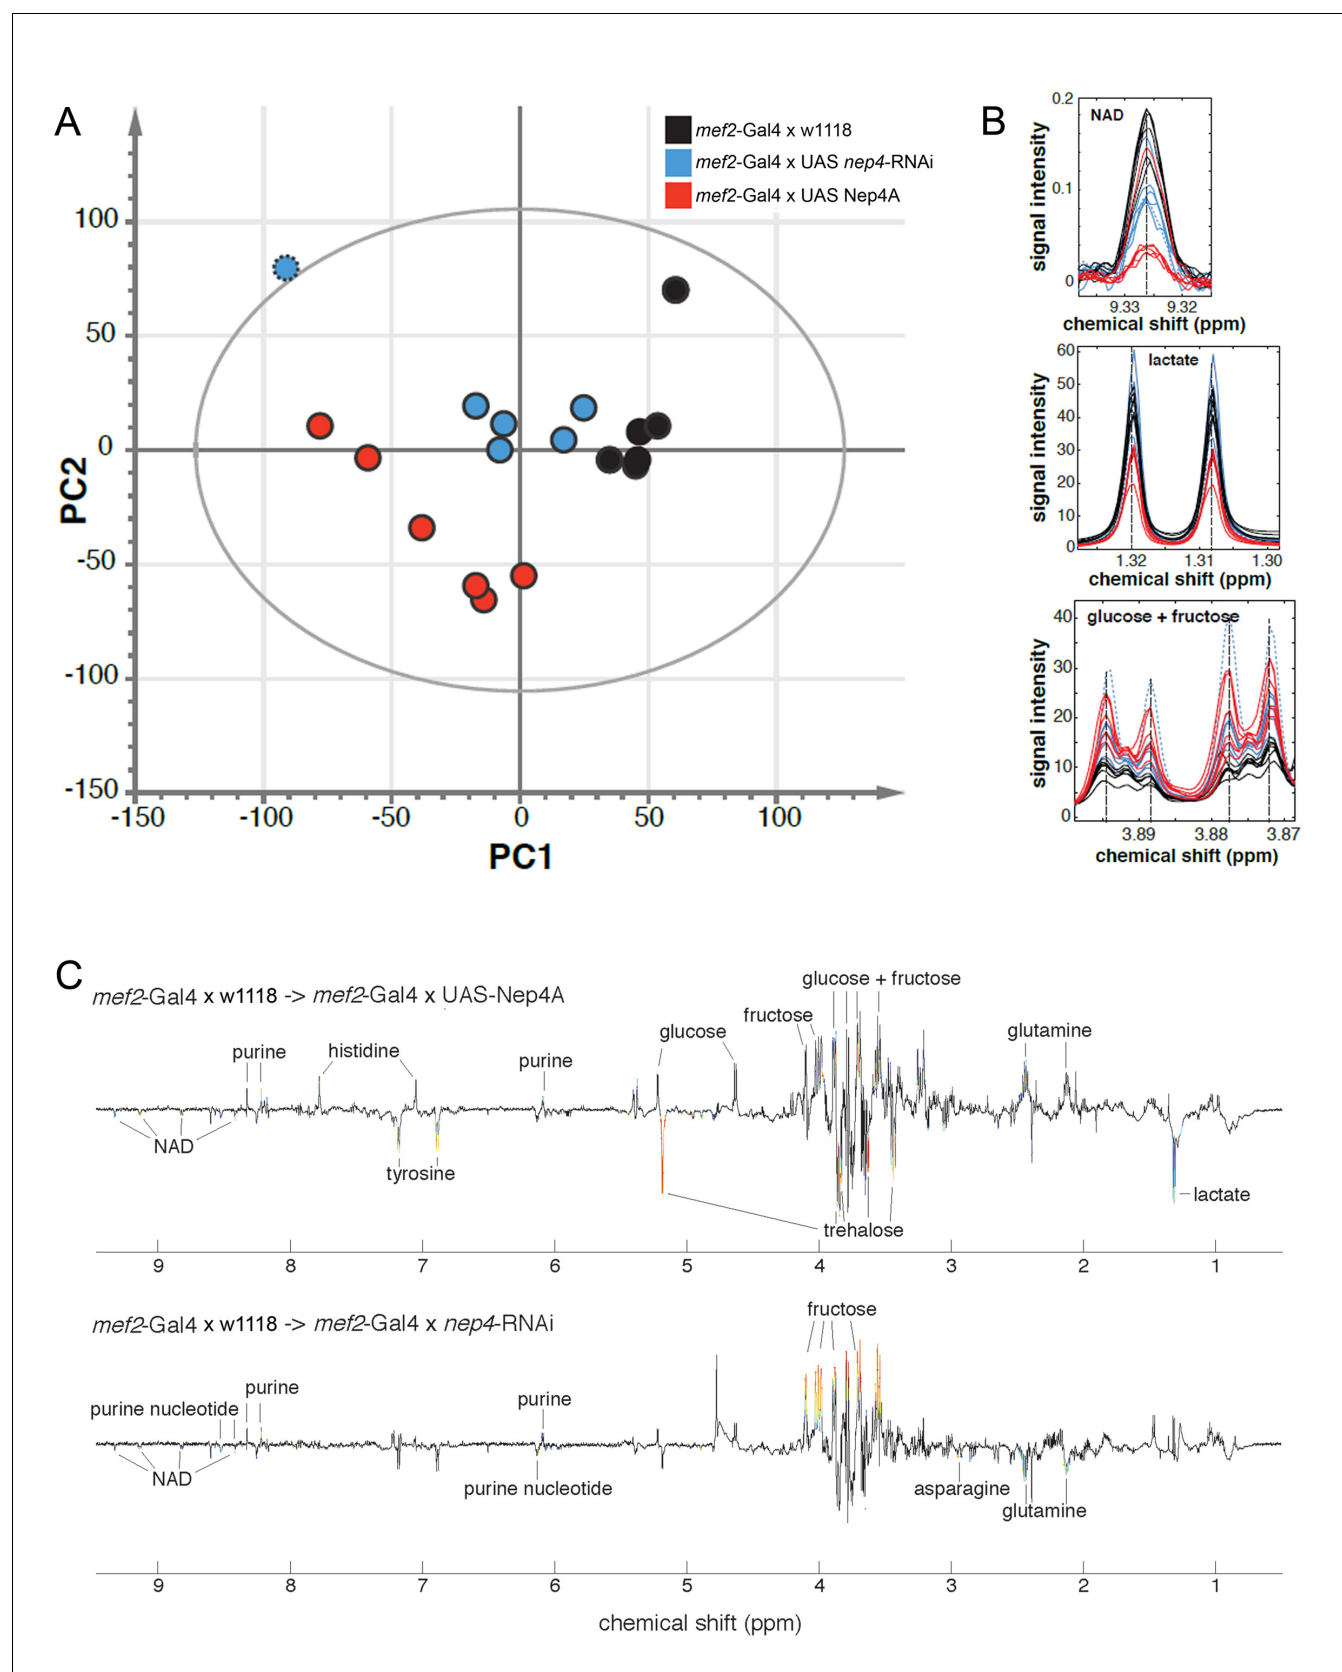 A
mef2-Gal4 x w1118
mef2-Gal4 x UAS nep4-RNAi
mef2-Gal4 x UAS Nep4A
100
50
0
-50
-100
-150
PC2
-150
-100
-50
0
50
100
PC1
B
NAD
0.2
0.1
0
signal intensity
9.33
9.32
chemical shift (ppm)
lactate
60
50
40
30
20
10
0
signal intensity
1.32
1.31
1.30
chemical shift (ppm)
glucose + fructose
40
30
20
10
0
signal intensity
3.89
3.88
3.87
chemical shift (ppm)
C
mef2-Gal4 x w1118 -> mef2-Gal4 x UAS-Nep4A
glucose + fructose
fructose
glucose
glutamine
purine
histidine
purine
NAD
tyrosine
trehalose
lactate
9 8 7 6 5 4 3 2 1
mef2-Gal4 x w1118 -> mef2-Gal4 x nep4-RNAi
fructose
purine
purine nucleotide
purine
NAD
purine nucleotide
asparagine
glutamine
9 8 7 6 5 4 3 2 1
chemical shift (ppm)